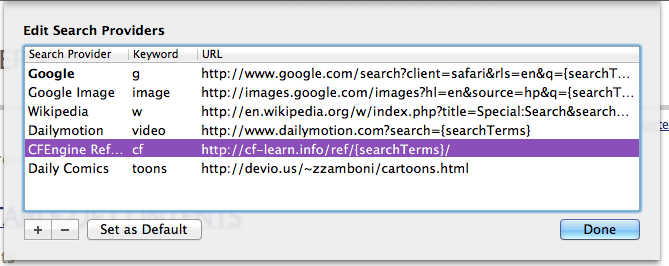 Edit Search Providers
Search Provider Keyword URL
Google g http://www.google.com/search?client=safari&rls=en&q={searchT...
Google Image image http://images.google.com/images?hl=en&source=hp&q={searchT...
Wikipedia w http://en.wikipedia.org/w/index.php?title=Special:Search&search...
Dailymotion video http://www.dailymotion.com?search={searchTerms}
CFEngine Ref... cf http://cf-learn.info/ref/{searchTerms}/
Daily Comics toons http://devio.us/~zzamboni/cartoons.html
+ − Set as Default Done